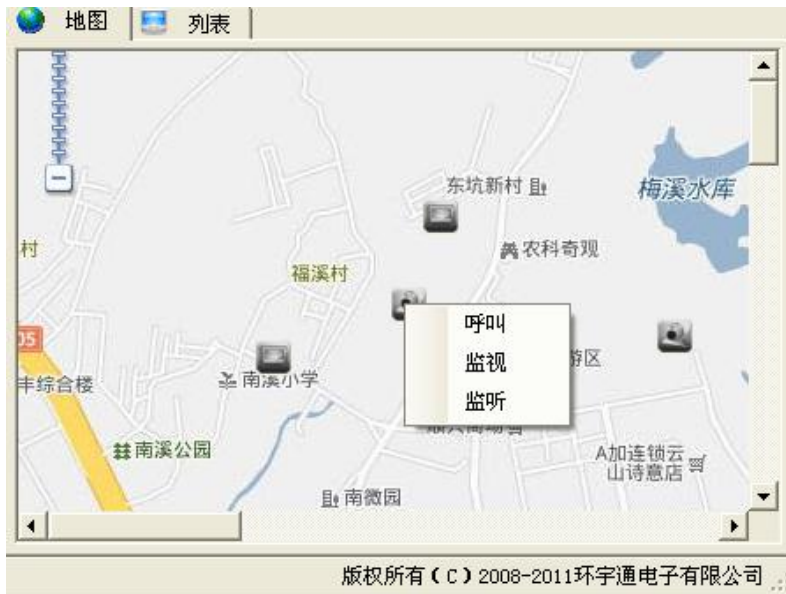 地图 列表
东坑新村
梅溪水库
村
农科奇观
福溪村
呼叫
05
监视
游区
丰综合楼
南溪小学
监听
南溪公园
A加连锁云
山诗意店
南微园
版权所有(C)2008-2011环宇通电子有限公司